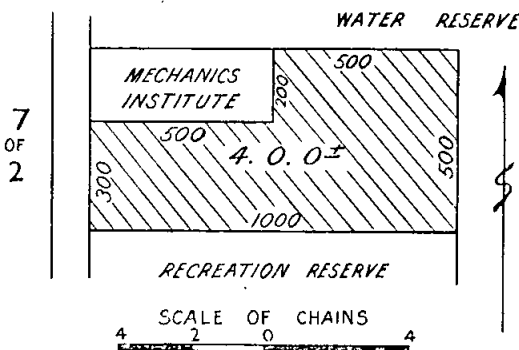 WATER RESERVE
500
MECHANICS
INSTITUTE
200
7
OF
2
500
4. 0. 0±
500
300
1000
RECREATION RESERVE
SCALE OF CHAINS
4 2 0 4